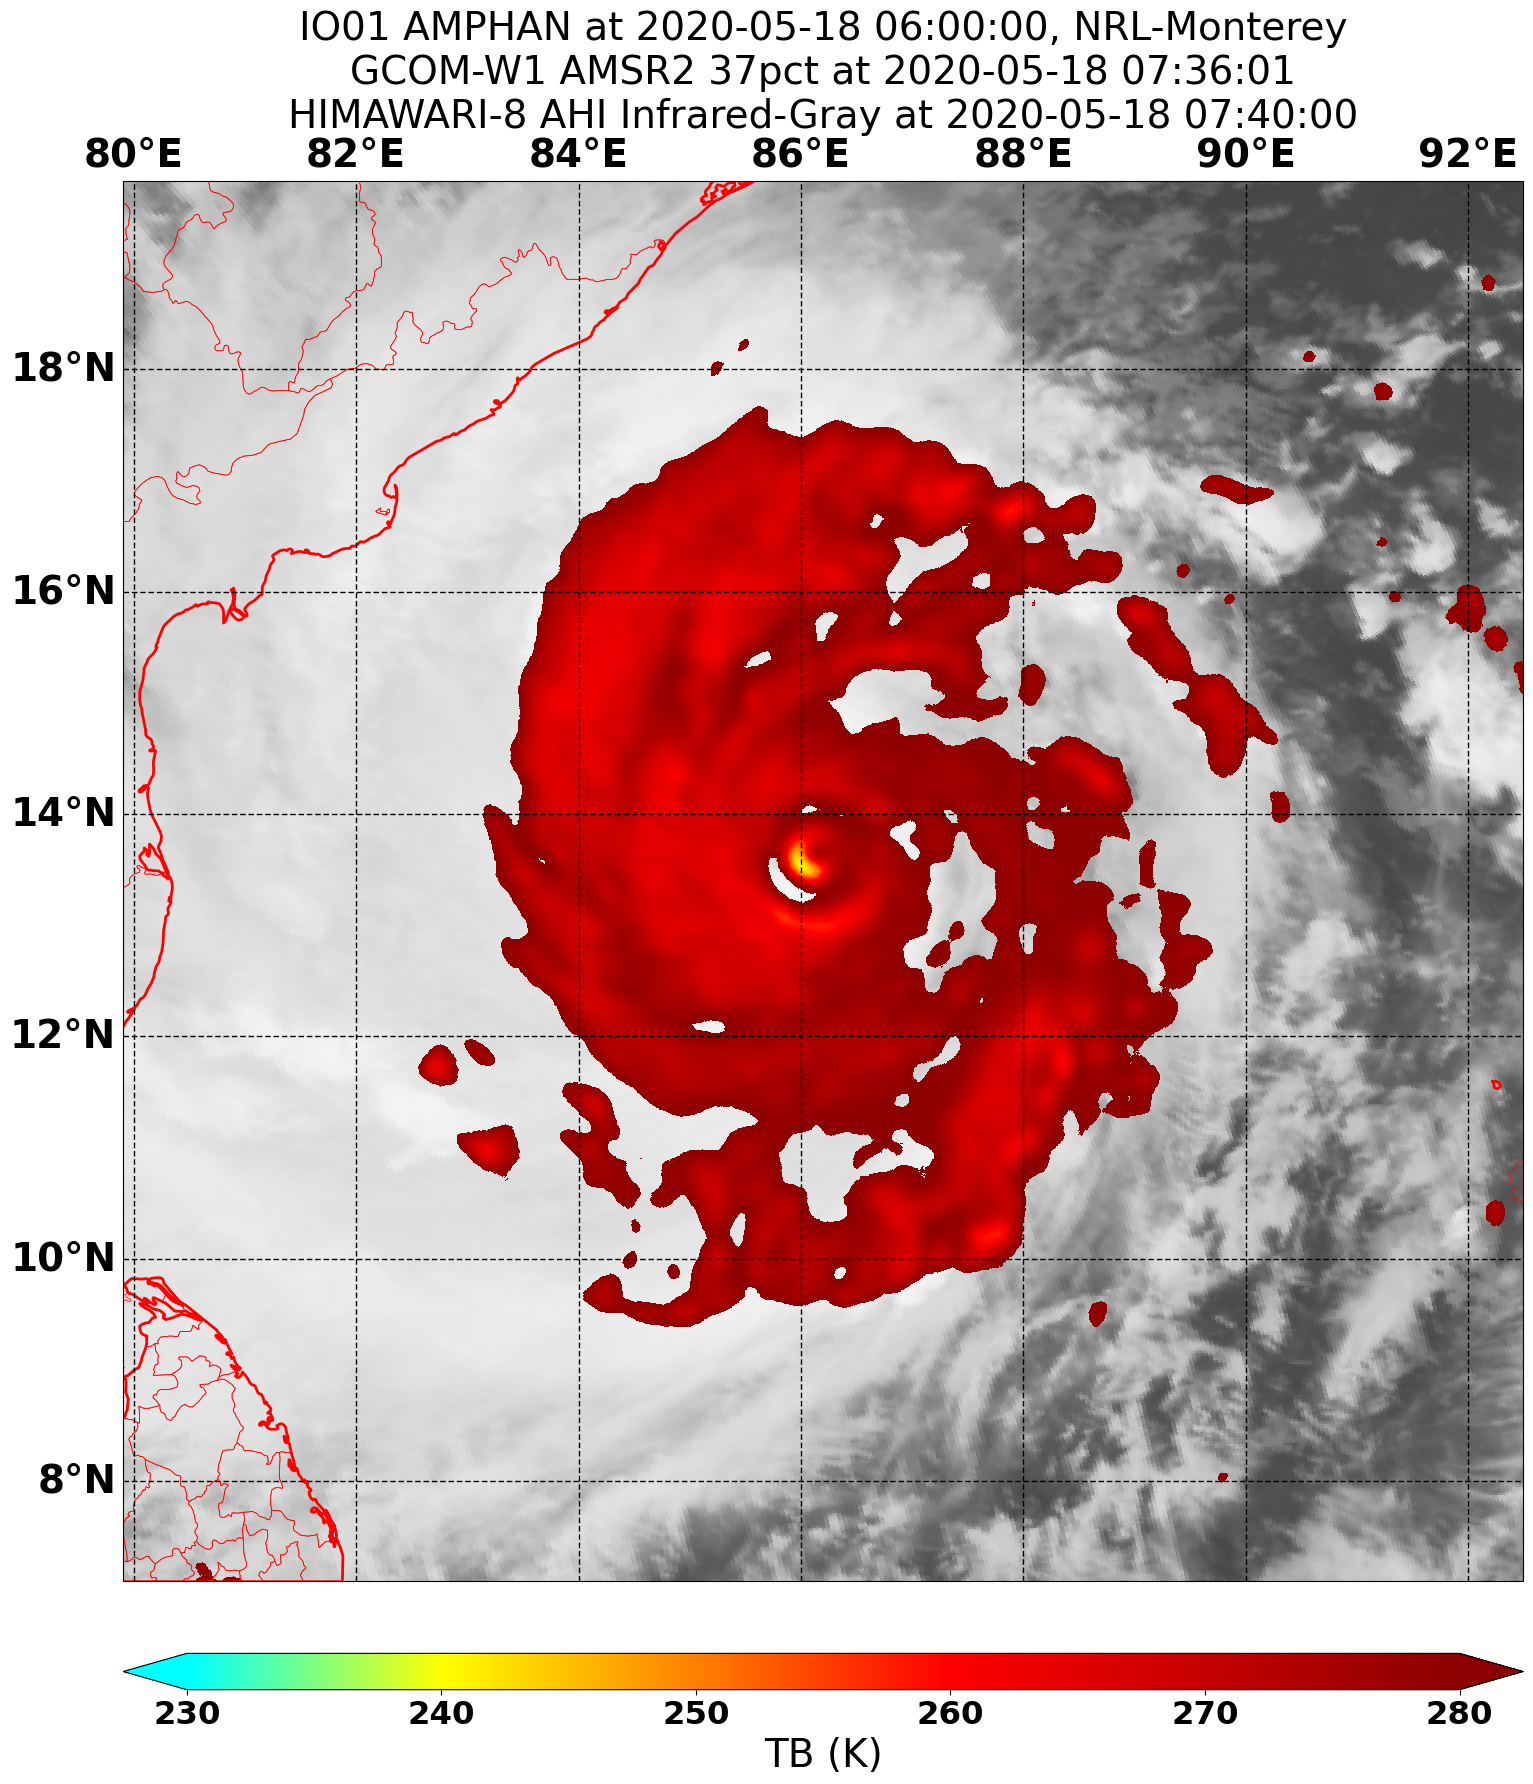 IO01 AMPHAN at 2020-05-18 06:00:00, NRL-Monterey
GCOM-W1 AMSR2 37pct at 2020-05-18 07:36:01
HIMAWARI-8 AHI Infrared-Gray at 2020-05-18 07:40:00
80°E 82°E 84°E 86°E 88°E 90°E 92°E
18°N
16°N
14°N
12°N
10°N
8°N
230 240 250 260 270 280
TB (K)